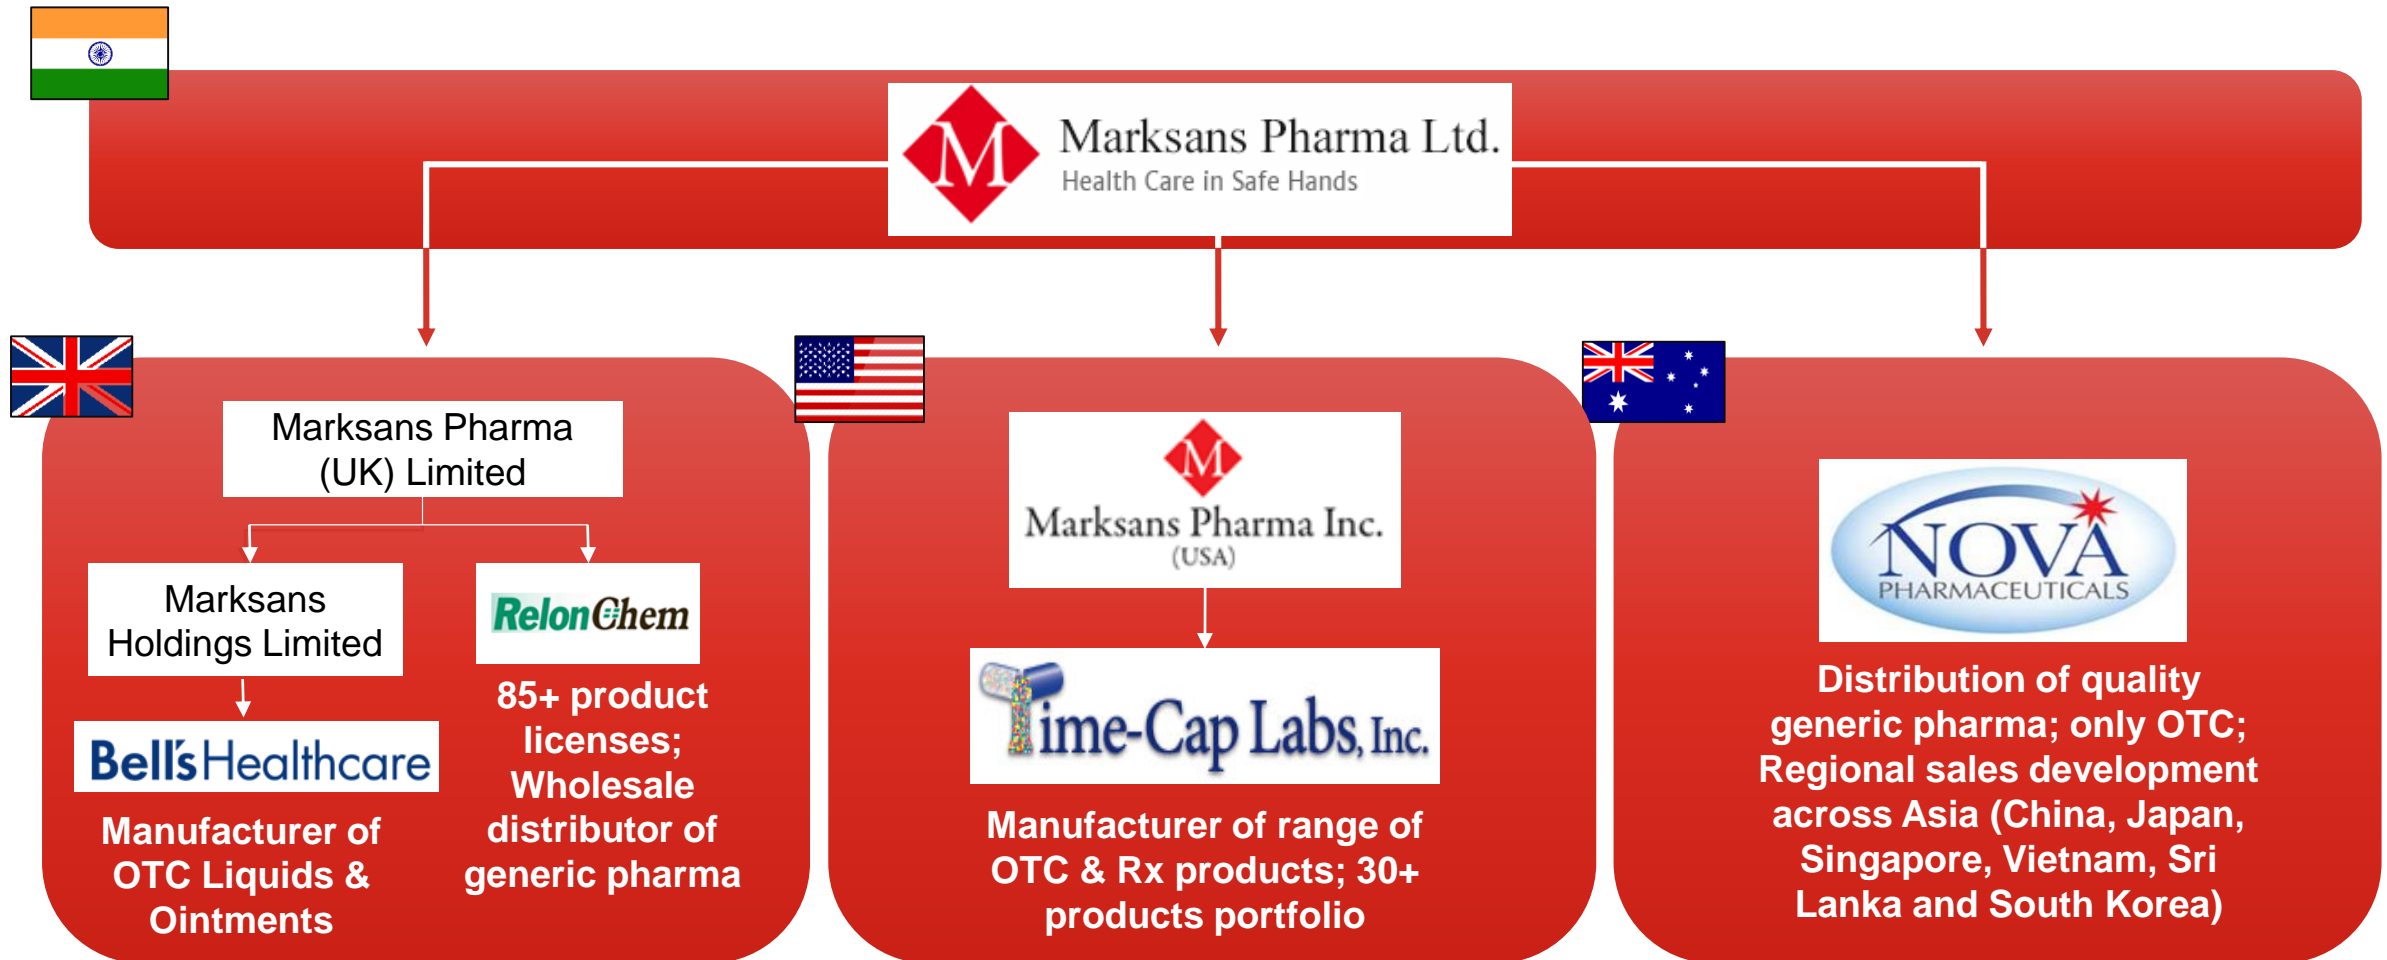 M
Marksans Pharma Ltd.
Health Care in Safe Hands
Marksans Pharma
(UK) Limited
Marksans
Holdings Limited
Bell's Healthcare
Manufacturer of
OTC Liquids &
Ointments
RelonChem
85+ product
licenses;
Wholesale
distributor of
generic pharma
M
Marksans Pharma Inc.
(USA)
Time-Cap Labs, Inc.
Manufacturer of range of
OTC & Rx products; 30+
products portfolio
NOVA
PHARMACEUTICALS
Distribution of quality
generic pharma; only OTC;
Regional sales development
across Asia (China, Japan,
Singapore, Vietnam, Sri
Lanka and South Korea)